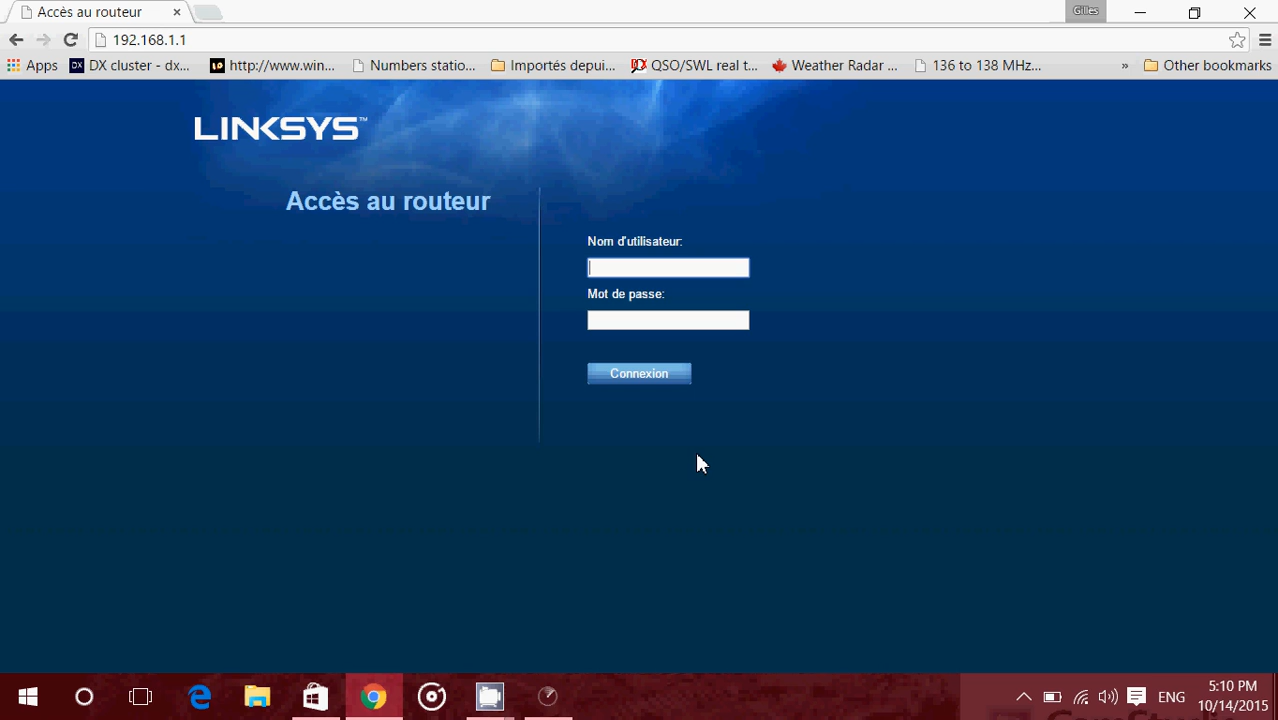 Accès au routeur
Gilles
192.168.1.1
Apps
DX cluster - dx...
http://www.win...
Numbers statio...
Importés depui...
QSO/SWL real t...
Weather Radar ...
136 to 138 MHz...
»
Other bookmarks
LINKSYS™
Accès au routeur
Nom d'utilisateur:
Mot de passe:
Connexion
ENG
5:10 PM
10/14/2015